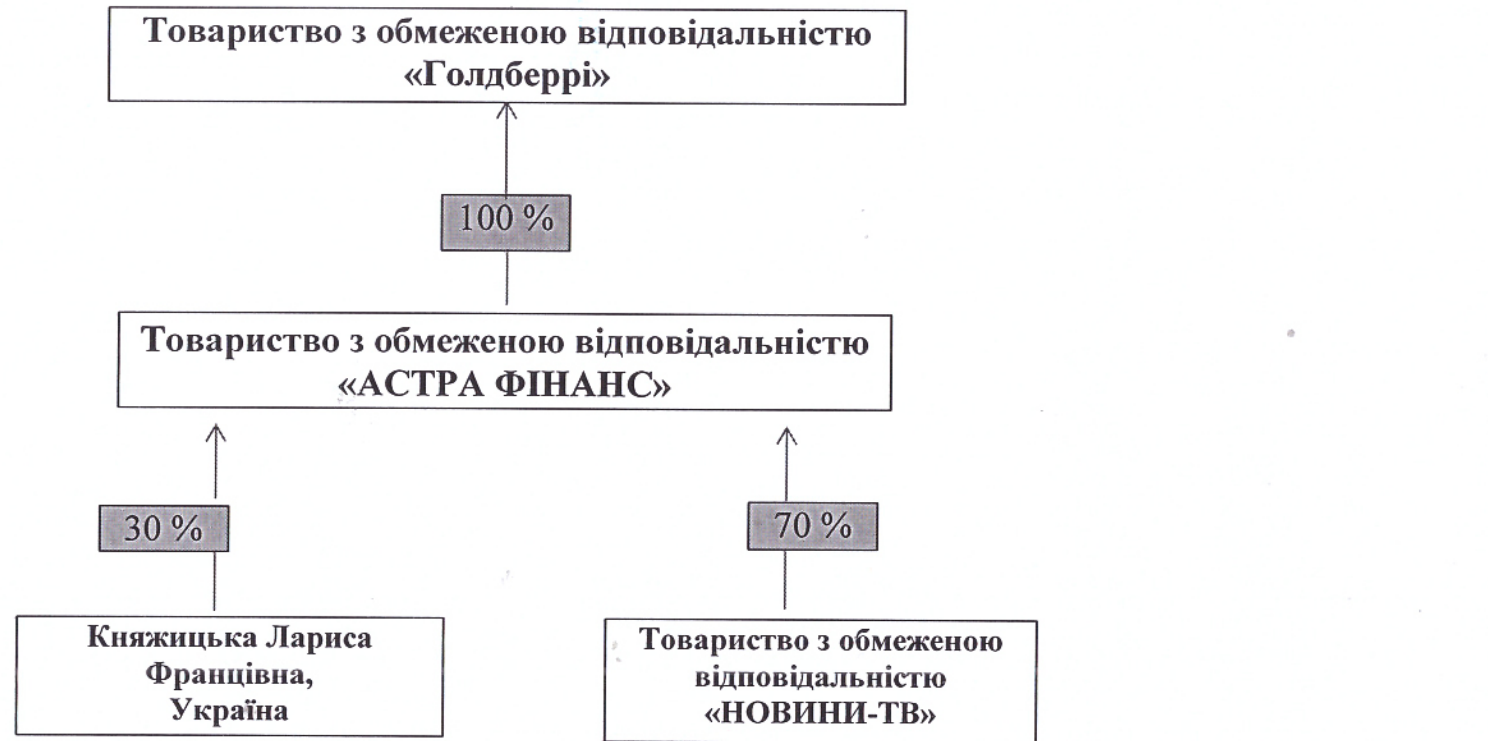 Товариство з обмеженою відповідальністю
«Голдберрі»
100 %
Товариство з обмеженою відповідальністю
«АСТРА ФІНАНС»
30 %
70 %
Княжицька Лариса
Францівна,
Україна
Товариство з обмеженою
відповідальністю
«НОВИНИ-ТВ»